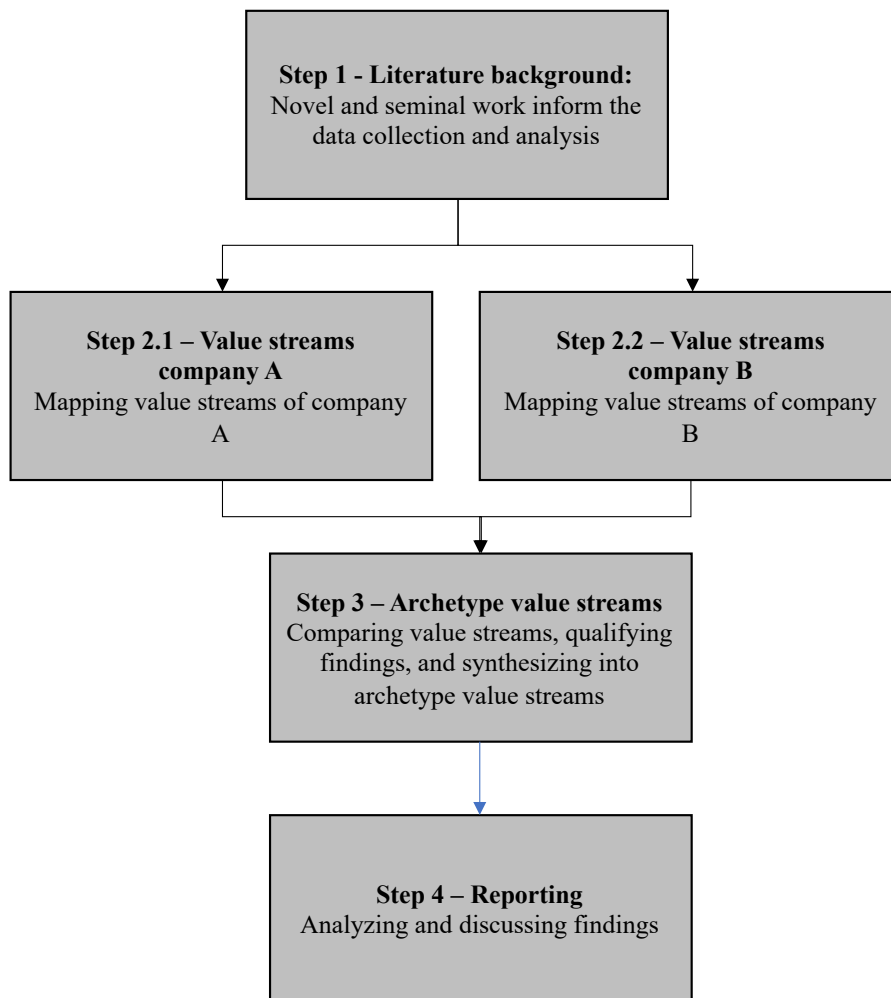 Step 1 - Literature background:
Novel and seminal work inform the
data collection and analysis
Step 2.1 – Value streams
company A
Mapping value streams of company
A
Step 2.2 – Value streams
company B
Mapping value streams of company
B
Step 3 – Archetype value streams
Comparing value streams, qualifying
findings, and synthesizing into
archetype value streams
Step 4 – Reporting
Analyzing and discussing findings